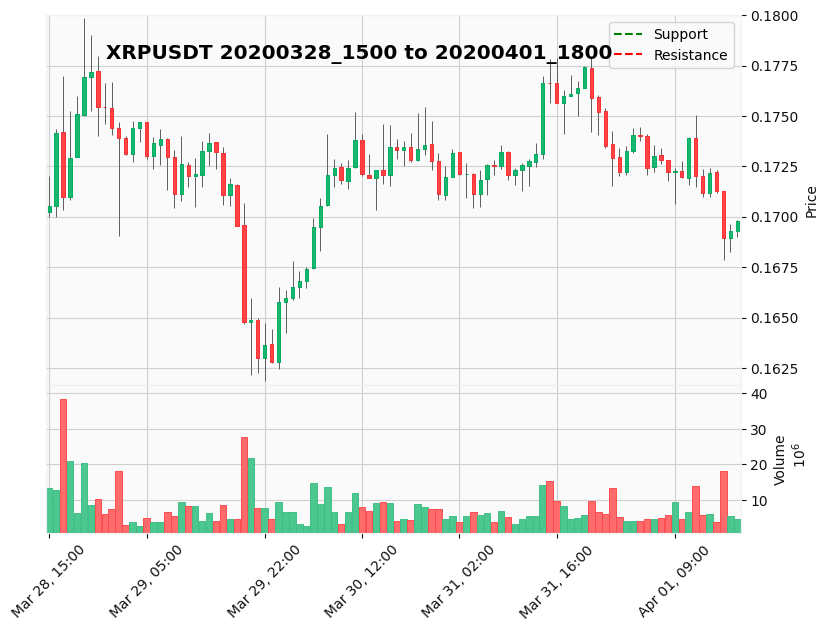 XRPUSDT 20200328_1500 to 20200401_1800
Support
Resistance
0.1800
0.1775
0.1750
0.1725
0.1700
0.1675
0.1650
0.1625
Price
40
30
20
10
Volume
10^6
Mar 28, 15:00
Mar 29, 05:00
Mar 29, 22:00
Mar 30, 12:00
Mar 31, 02:00
Mar 31, 16:00
Apr 01, 09:00